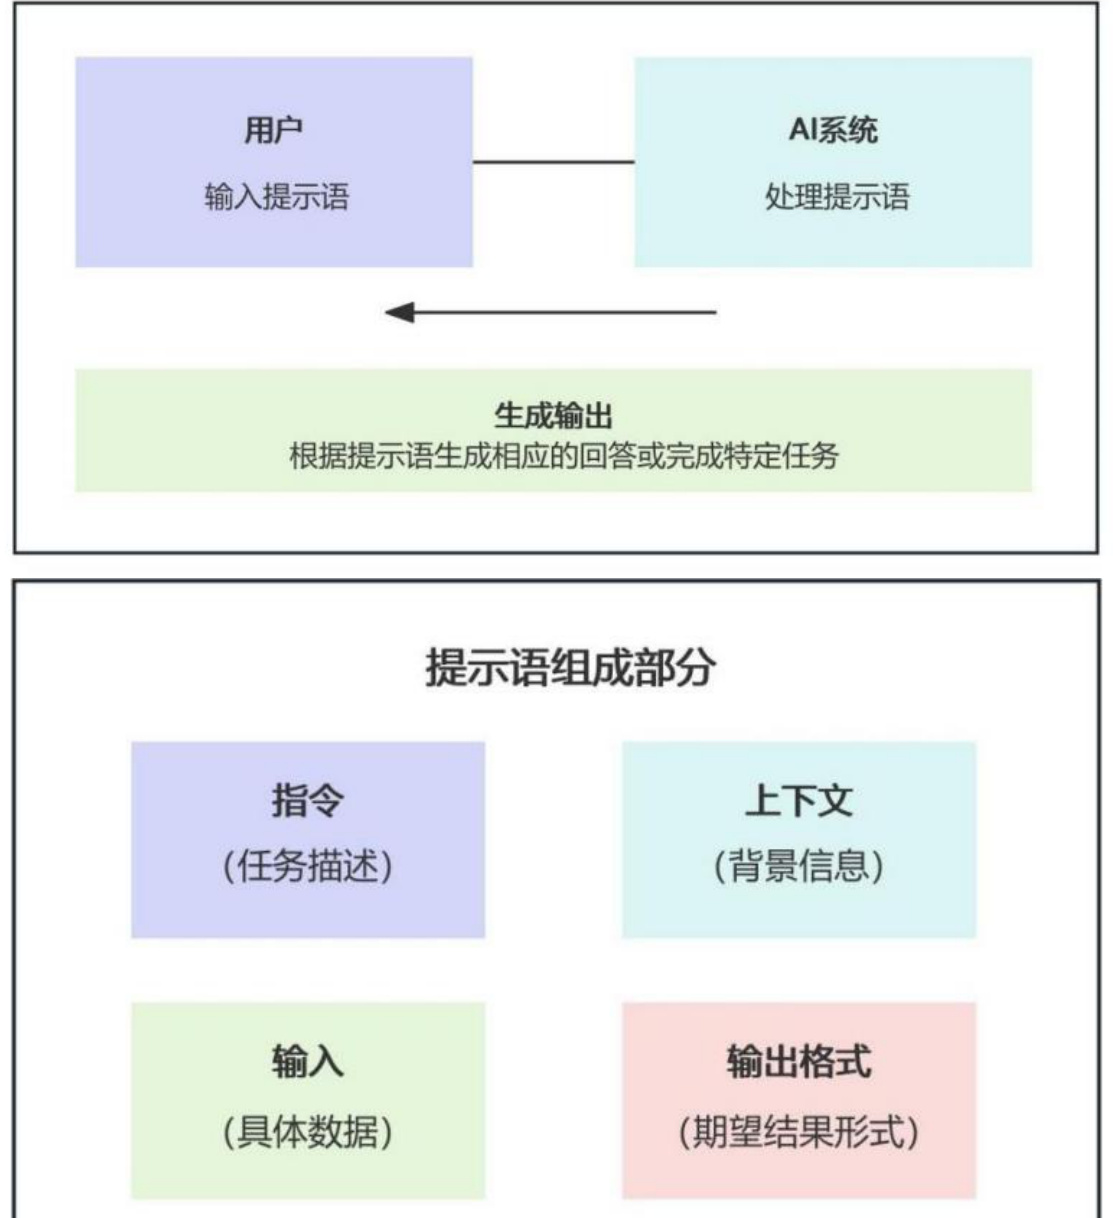 用户
输入提示语
AI系统
处理提示语
生成输出
根据提示语生成相应的回答或完成特定任务
提示语组成部分
指令
（任务描述）
上下文
（背景信息）
输入
（具体数据）
输出格式
（期望结果形式）